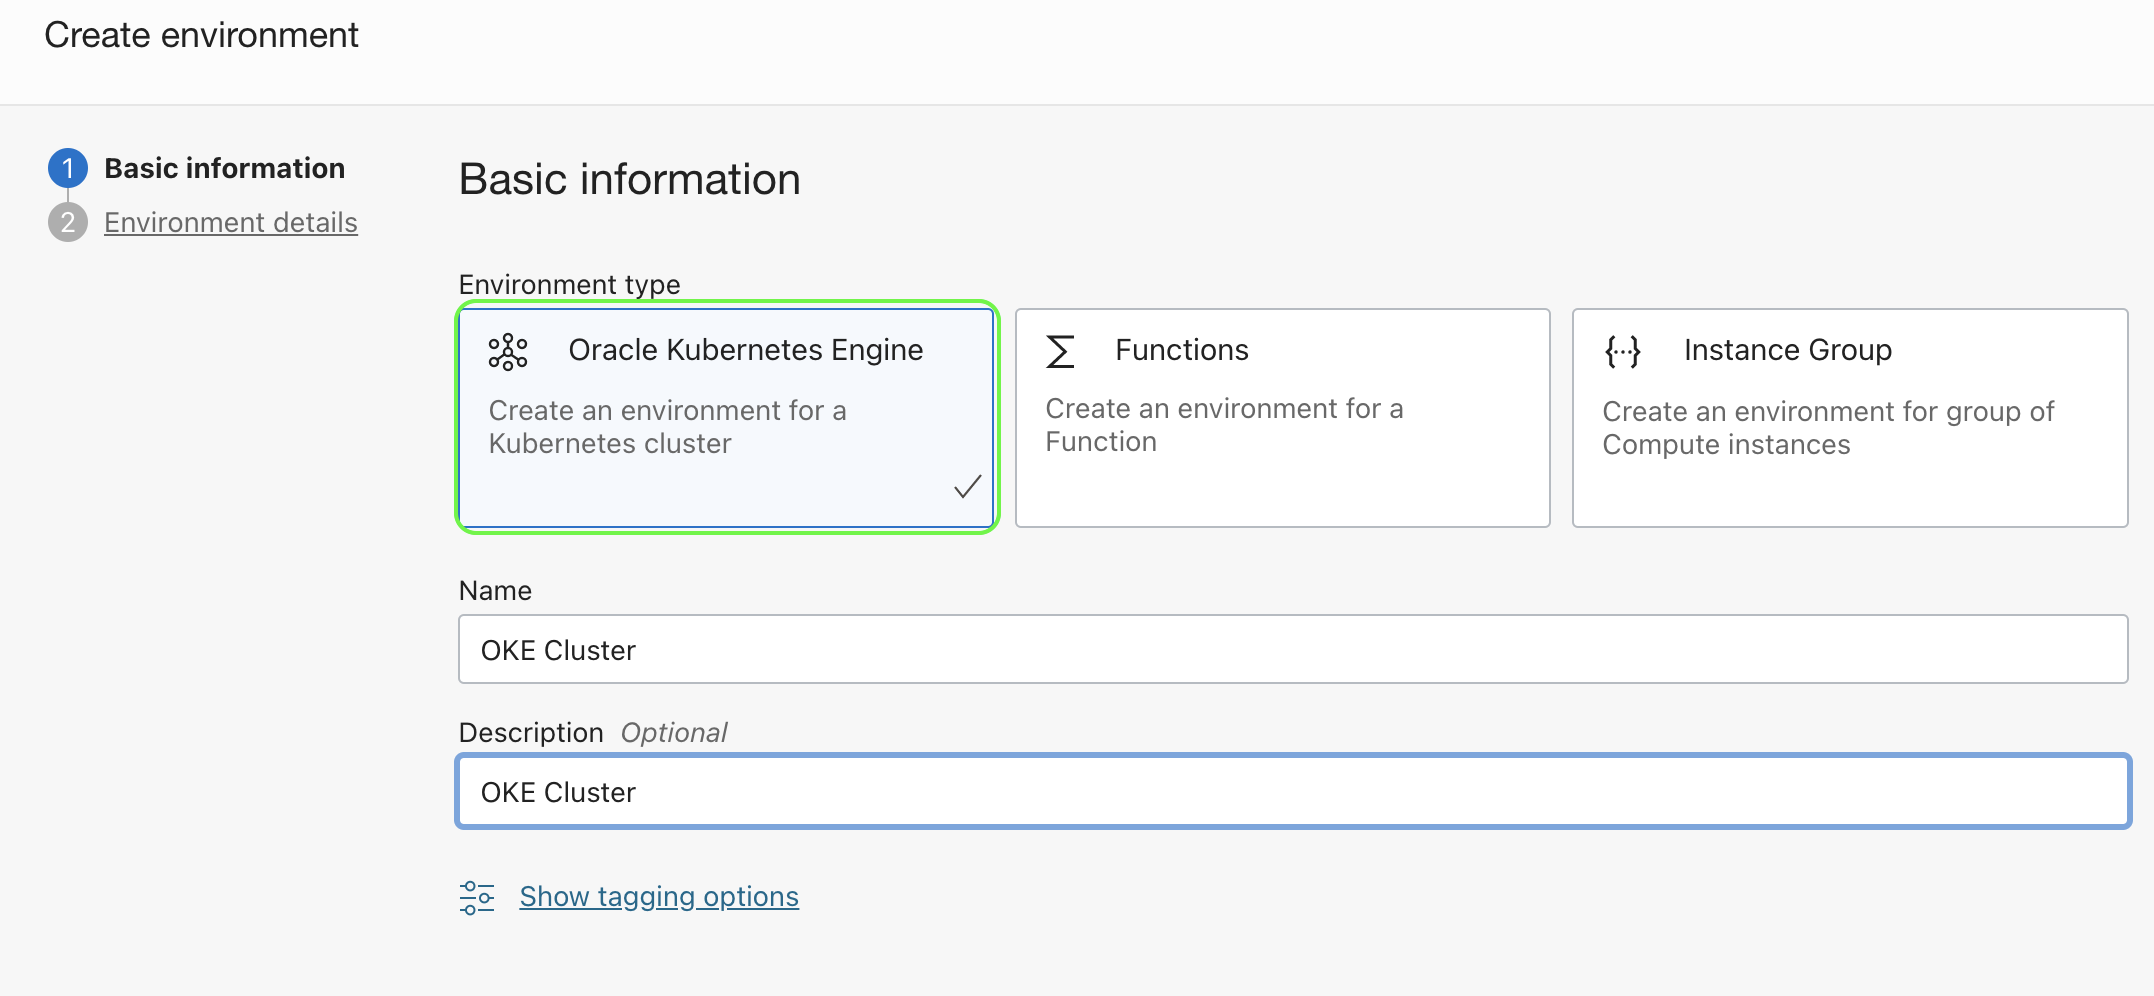 Create environment
1 Basic information
2 Environment details
Basic information
Environment type
Oracle Kubernetes Engine
Create an environment for a
Kubernetes cluster
Functions
Create an environment for a
Function
Instance Group
Create an environment for group of
Compute instances
Name
OKE Cluster
Description Optional
OKE Cluster
Show tagging options